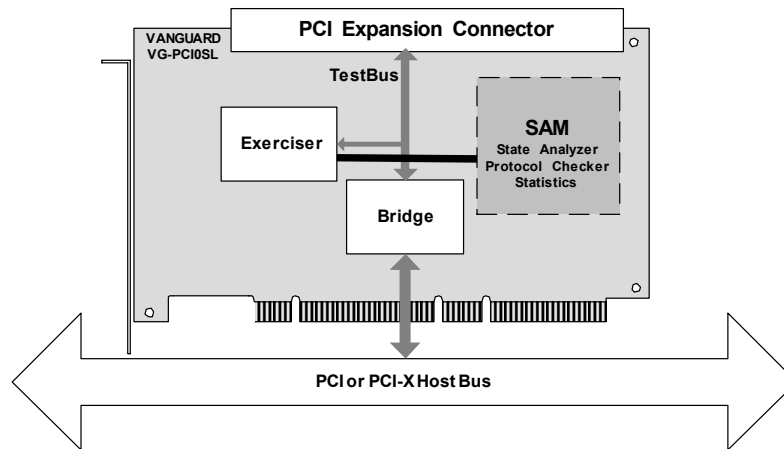 PCI Expansion Connector
VANGUARD
VG-PCI0SL
TestBus
Exerciser
SAM
State Analyzer
Protocol Checker
Statistics
Bridge
PCI or PCI-X Host Bus